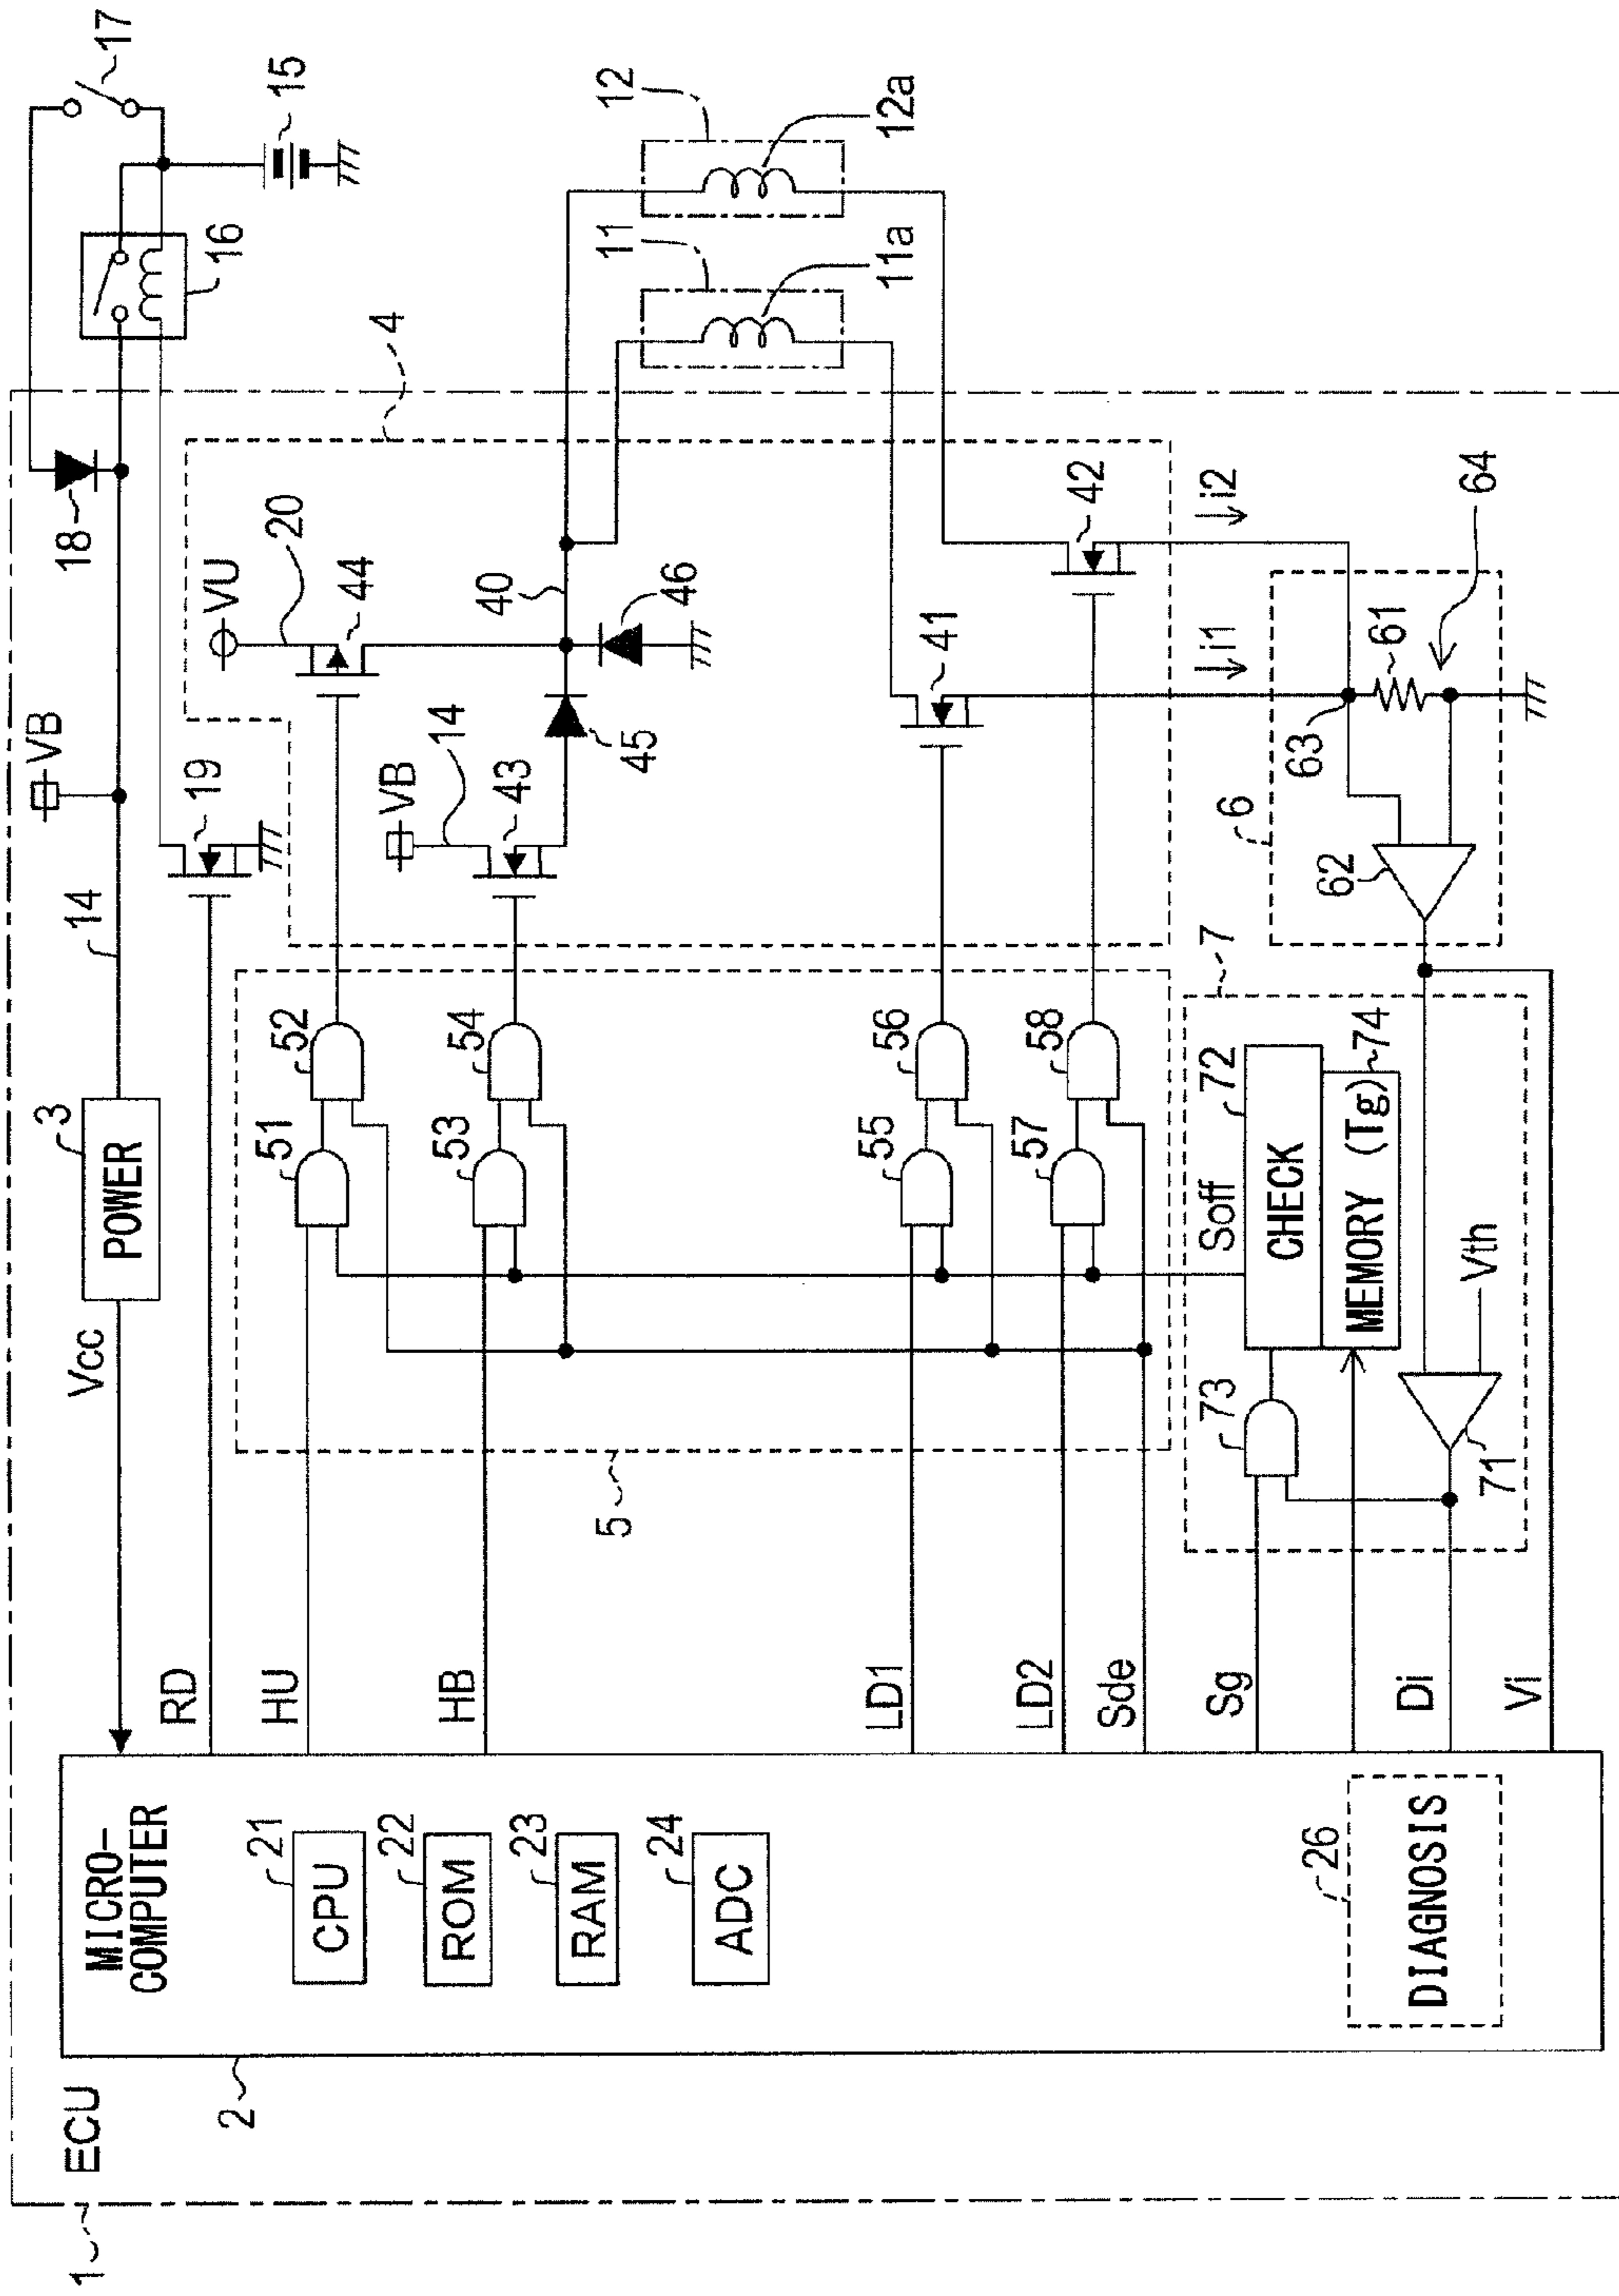 1
ECU
2
MICRO-
COMPUTER
21
CPU
22
ROM
23
RAM
24
ADC
26
DIAGNOSIS
Vcc
RD
HU
HB
LD1
LD2
Sde
Sg
Di
Vi
3
POWER
14
VB
18
16
17
15
19
5
51
52
53
54
55
56
57
58
4
VU
20
44
VB
14
43
45
40
46
41
42
11
11a
12
12a
i1
i2
6
61
62
63
64
7
Soff
72
CHECK
MEMORY (Tg)
74
73
71
Vth